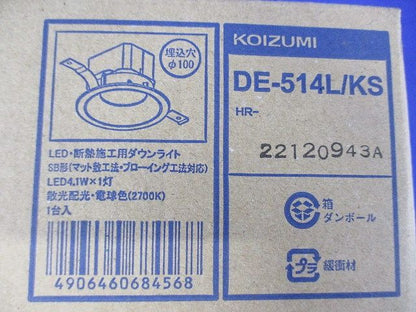 埋込穴
φ100
LED・断熱施工用ダウンライト
SB形(マット敷工法・ブローイング工法対応)
LED4.1W×1灯
散光配光・電球色(2700K)
1台入
4906460684568
KOIZUMI
DE-514L/KS
HR-
22120943A
箱
ダンボール
プラ
緩衝材